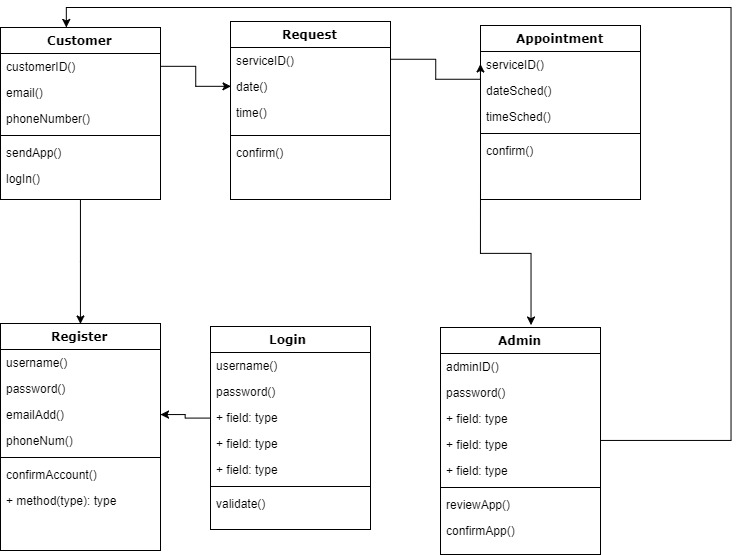 Customer
customerID()
email()
phoneNumber()
sendApp()
logIn()
Request
serviceID()
date()
time()
confirm()
Appointment
serviceID()
dateSched()
timeSched()
confirm()
Register
username()
password()
emailAdd()
phoneNum()
confirmAccount()
+ method(type): type
Login
username()
password()
+ field: type
+ field: type
+ field: type
validate()
Admin
adminID()
password()
+ field: type
+ field: type
+ field: type
reviewApp()
confirmApp()